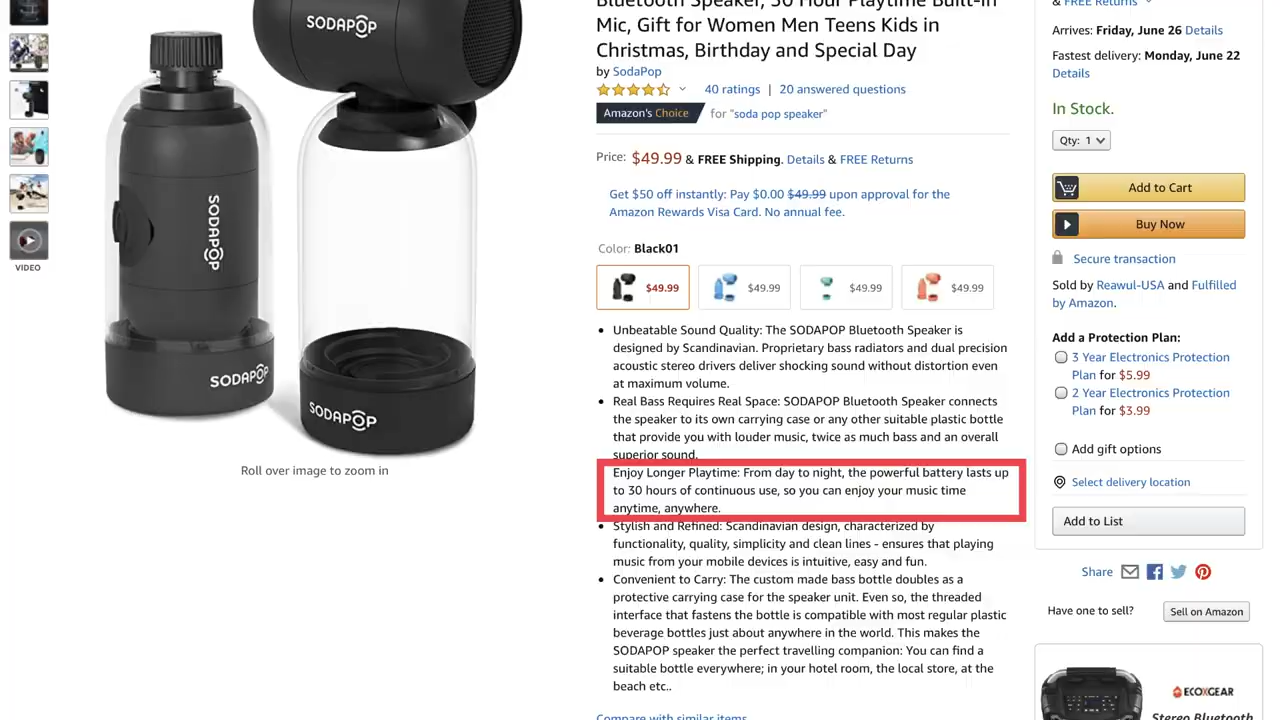 SODAPOP
SODAPOP
SODAPOP
SODAPOP
VIDEO
Roll over image to zoom in
Bluetooth Speaker, 30 Hour Playtime Built-in
Mic, Gift for Women Men Teens Kids in
Christmas, Birthday and Special Day
by SodaPop
40 ratings | 20 answered questions
Amazon's Choice for "soda pop speaker"
Price: $49.99 & FREE Shipping. Details & FREE Returns
Get $50 off instantly: Pay $0.00 $49.99 upon approval for the
Amazon Rewards Visa Card. No annual fee.
Color: Black01
$49.99 $49.99 $49.99 $49.99
• Unbeatable Sound Quality: The SODAPOP Bluetooth Speaker is
designed by Scandinavian. Proprietary bass radiators and dual precision
acoustic stereo drivers deliver shocking sound without distortion even
at maximum volume.
• Real Bass Requires Real Space: SODAPOP Bluetooth Speaker connects
the speaker to its own carrying case or any other suitable plastic bottle
that provide you with louder music, twice as much bass and an overall
superior sound.
Enjoy Longer Playtime: From day to night, the powerful battery lasts up
to 30 hours of continuous use, so you can enjoy your music time
anytime, anywhere.
• Stylish and Refined: Scandinavian design, characterized by
functionality, quality, simplicity and clean lines - ensures that playing
music from your mobile devices is intuitive, easy and fun.
• Convenient to Carry: The custom made bass bottle doubles as a
protective carrying case for the speaker unit. Even so, the threaded
interface that fastens the bottle is compatible with most regular plastic
beverage bottles just about anywhere in the world. This makes the
SODAPOP speaker the perfect travelling companion: You can find a
suitable bottle everywhere; in your hotel room, the local store, at the
beach etc..
Compare with similar items
& FREE Returns
Arrives: Friday, June 26 Details
Fastest delivery: Monday, June 22
Details
In Stock.
Qty: 1
Add to Cart
Buy Now
Secure transaction
Sold by Reawul-USA and Fulfilled
by Amazon.
Add a Protection Plan:
3 Year Electronics Protection
Plan for $5.99
2 Year Electronics Protection
Plan for $3.99
Add gift options
Select delivery location
Add to List
Share
Have one to sell? Sell on Amazon
ECOXGEAR
Stereo Bluetooth